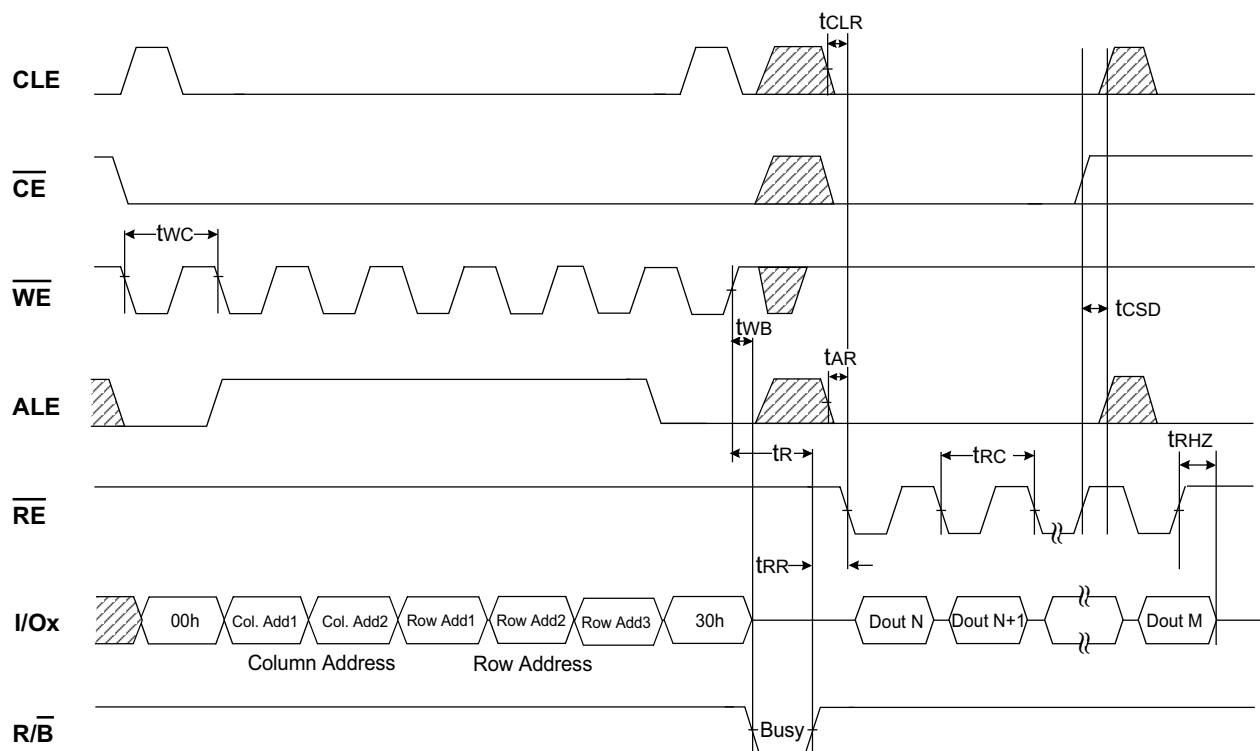 tCLR
CLE
CE
tWC
WE
tWB
tCSD
tAR
ALE
tR
tRC
tRHZ
RE
tRR
I/Ox
00h
Col. Add1
Col. Add2
Row Add1
Row Add2
Row Add3
30h
Dout N
Dout N+1
Dout M
Column Address
Row Address
R/B
Busy